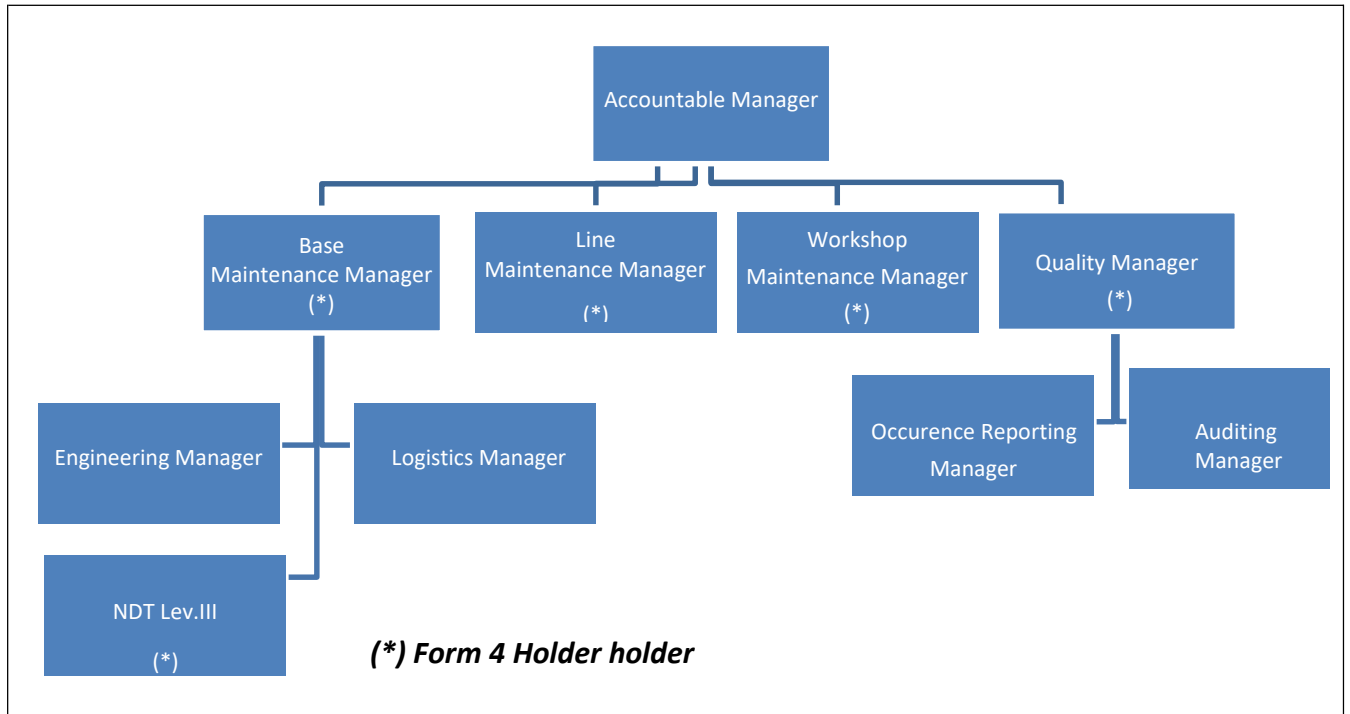 Accountable Manager
Base
Maintenance Manager
(*)
Line
Maintenance Manager
(*)
Workshop
Maintenance Manager
(*)
Quality Manager
(*)
Engineering Manager
Logistics Manager
Occurence Reporting
Manager
Auditing
Manager
NDT Lev.III
(*)
(*) Form 4 Holder holder